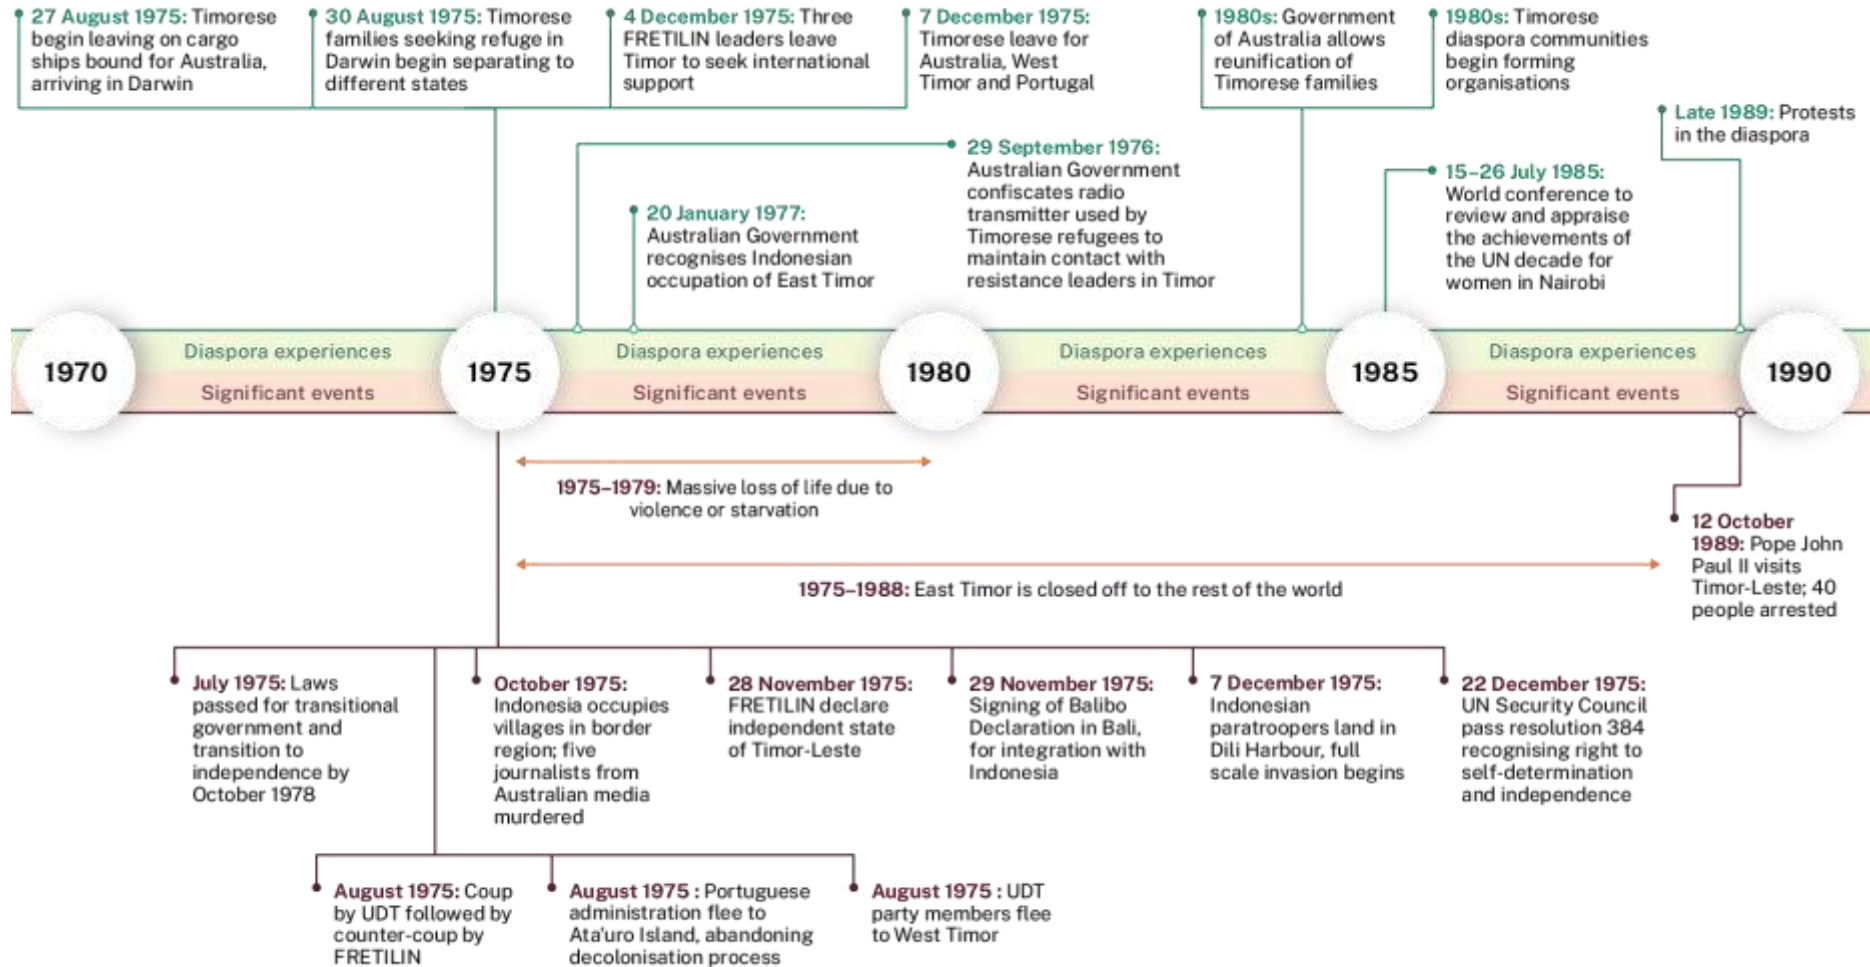 27 August 1975: Timorese
begin leaving on cargo
ships bound for Australia,
arriving in Darwin
30 August 1975: Timorese
families seeking refuge in
Darwin begin separating to
different states
4 December 1975: Three
FRETILIN leaders leave
Timor to seek international
support
7 December 1975:
Timorese leave for
Australia, West
Timor and Portugal
1980s: Government
of Australia allows
reunification of
Timorese families
1980s: Timorese
diaspora communities
begin forming
organisations
Late 1989: Protests
in the diaspora
29 September 1976:
Australian Government
confiscates radio
transmitter used by
Timorese refugees to
maintain contact with
resistance leaders in Timor
15–26 July 1985:
World conference to
review and appraise
the achievements of
the UN decade for
women in Nairobi
20 January 1977:
Australian Government
recognises Indonesian
occupation of East Timor
1970
Diaspora experiences
Significant events
1975
Diaspora experiences
Significant events
1980
Diaspora experiences
Significant events
1985
Diaspora experiences
Significant events
1990
1975–1979: Massive loss of life due to
violence or starvation
1975–1988: East Timor is closed off to the rest of the world
12 October
1989: Pope John
Paul II visits
Timor-Leste; 40
people arrested
July 1975: Laws
passed for transitional
government and
transition to
independence by
October 1978
October 1975:
Indonesia occupies
villages in border
region; five
journalists from
Australian media
murdered
28 November 1975:
FRETILIN declare
independent state
of Timor-Leste
29 November 1975:
Signing of Balibo
Declaration in Bali,
for integration with
Indonesia
7 December 1975:
Indonesian
paratroopers land in
Dili Harbour, full
scale invasion begins
22 December 1975:
UN Security Council
pass resolution 384
recognising right to
self-determination
and independence
August 1975: Coup
by UDT followed by
counter-coup by
FRETILIN
August 1975 : Portuguese
administration flee to
Ata'uro Island, abandoning
decolonisation process
August 1975 : UDT
party members flee
to West Timor